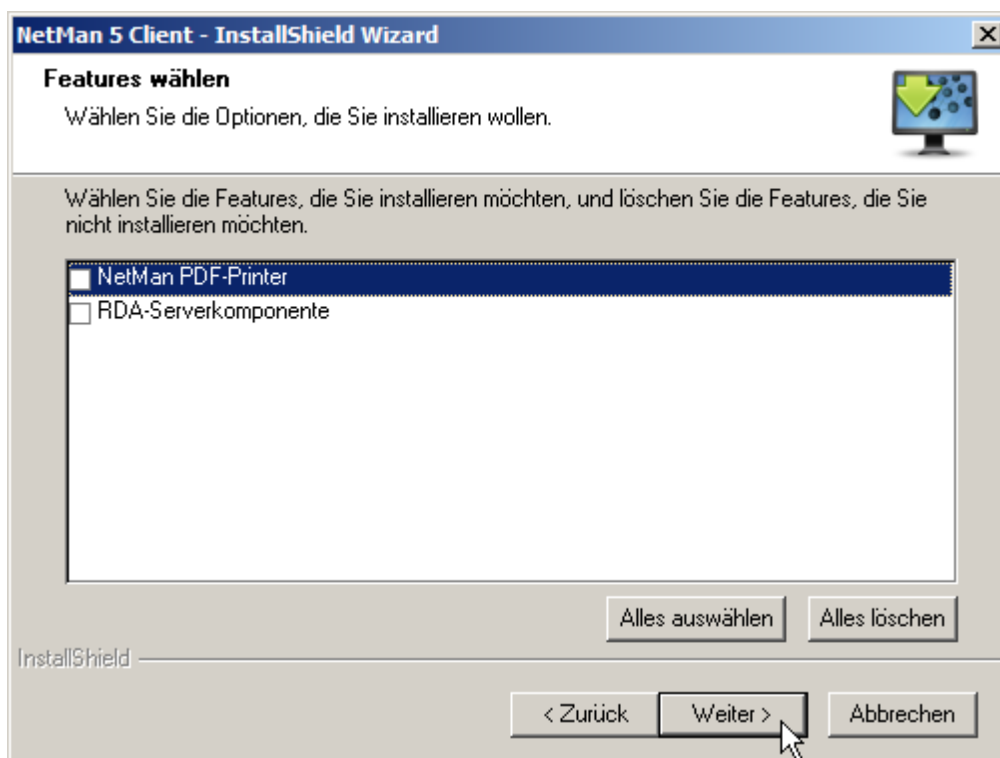 NetMan 5 Client - InstallShield Wizard
Features wählen
Wählen Sie die Optionen, die Sie installieren wollen.
Wählen Sie die Features, die Sie installieren möchten, und löschen Sie die Features, die Sie
nicht installieren möchten.
NetMan PDF-Printer
RDA-Serverkomponente
Alles auswählen Alles löschen
InstallShield
< Zurück Weiter > Abbrechen